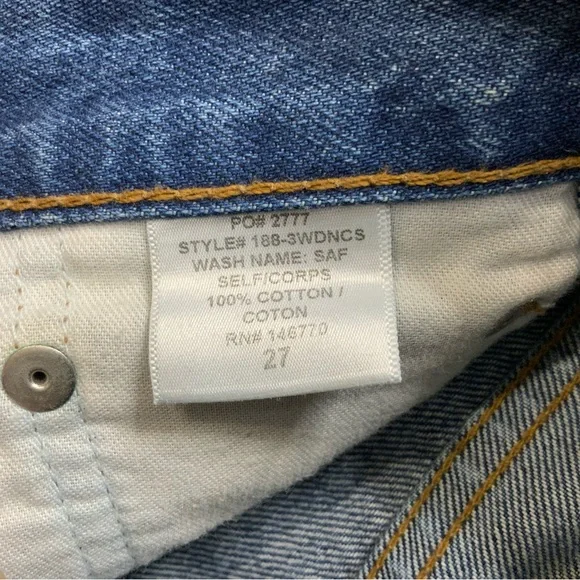 PO# 2777
STYLE# 188-3WDNCS
WASH NAME: SAF
SELF/CORPS
100% COTTON /
COTON
RN# 146770
27